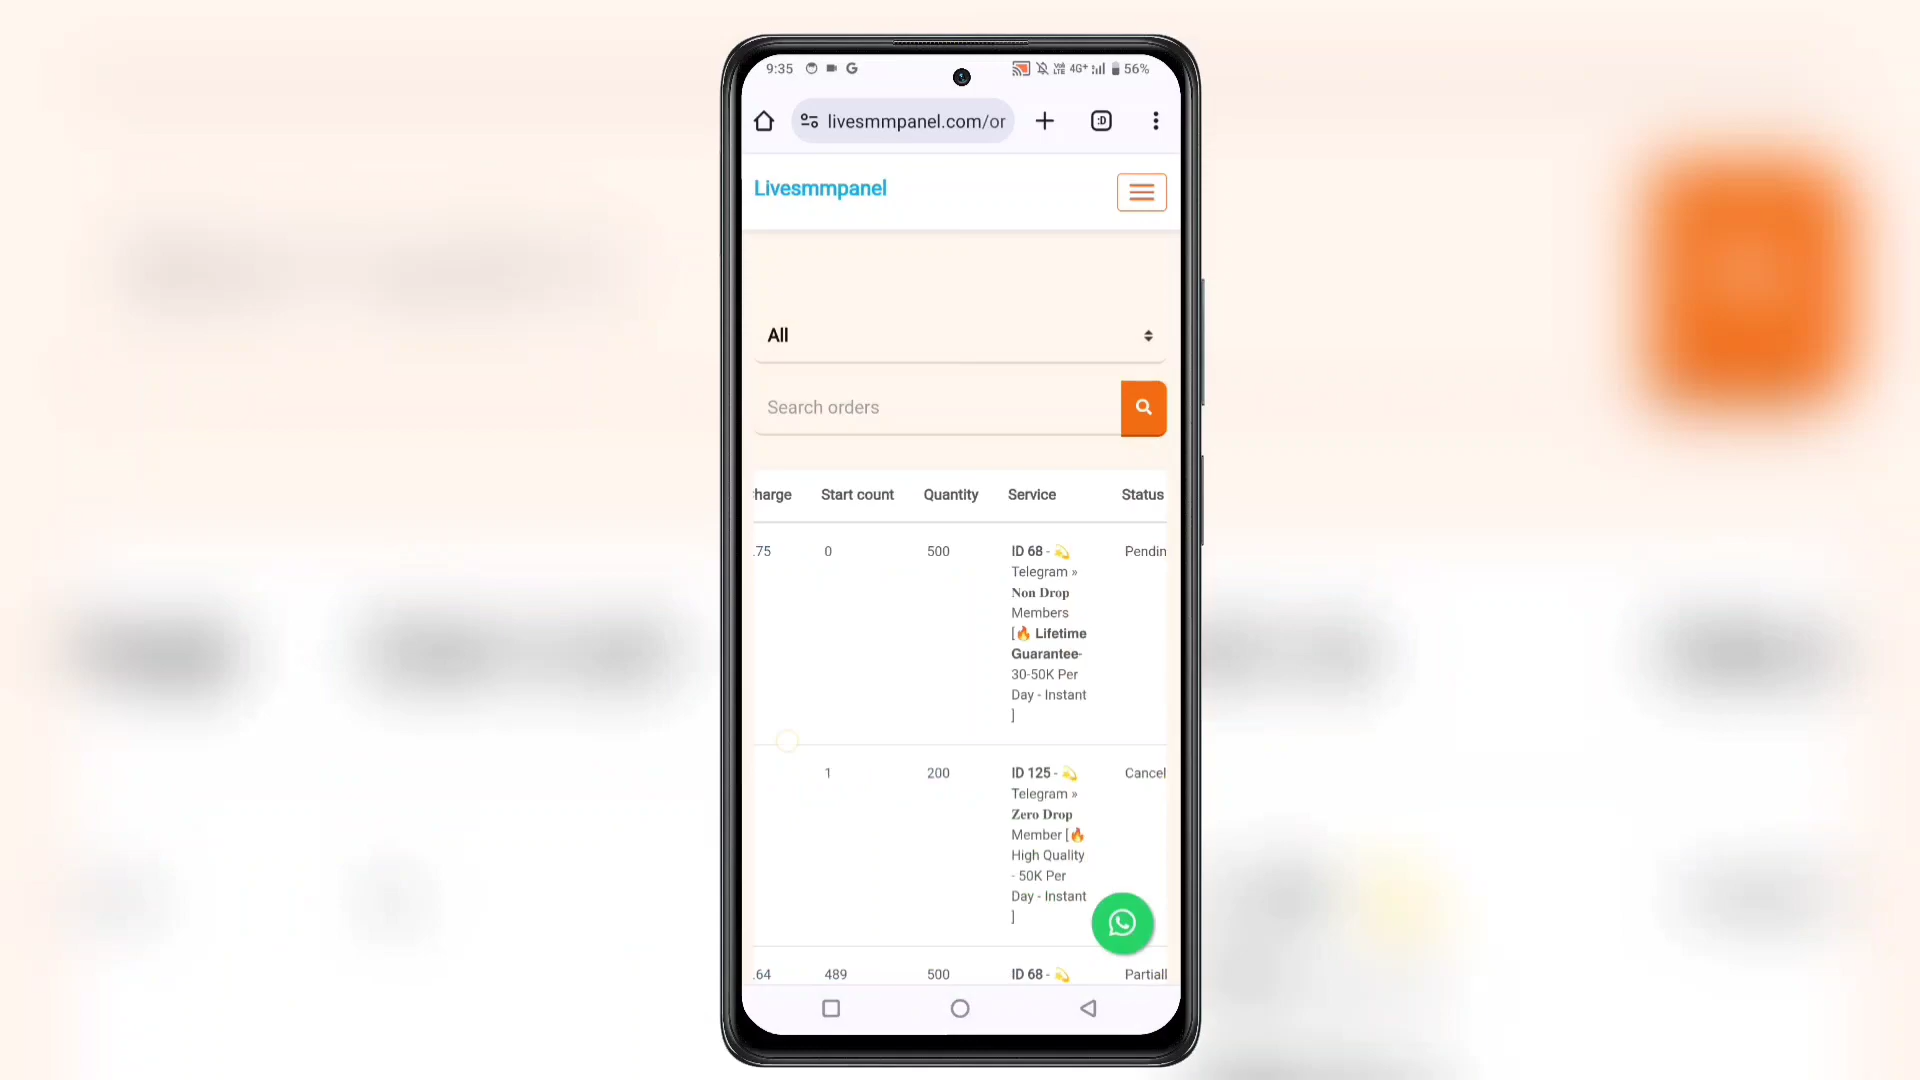 9:35 56%
livesmmpanel.com/or
Livesmmpanel
All
Search orders
harge Start count Quantity Service Status
.75 0 500 ID 68 - 💫 Pendin
Telegram »
𝐍𝐨𝐧 𝐃𝐫𝐨𝐩
Members
[🔥 𝗟𝗶𝗳𝗲𝘁𝗶𝗺𝗲
𝗚𝘂𝗮𝗿𝗮𝗻𝘁𝗲𝗲-
30-50K Per
Day - Instant
]
1 200 ID 125 - 💫 Cancel
Telegram »
𝐙𝐞𝐫𝐨 𝐃𝐫𝐨𝐩
Member [🔥
High Quality
- 50K Per
Day - Instant
]
.64 489 500 ID 68 - 💫 Partiall